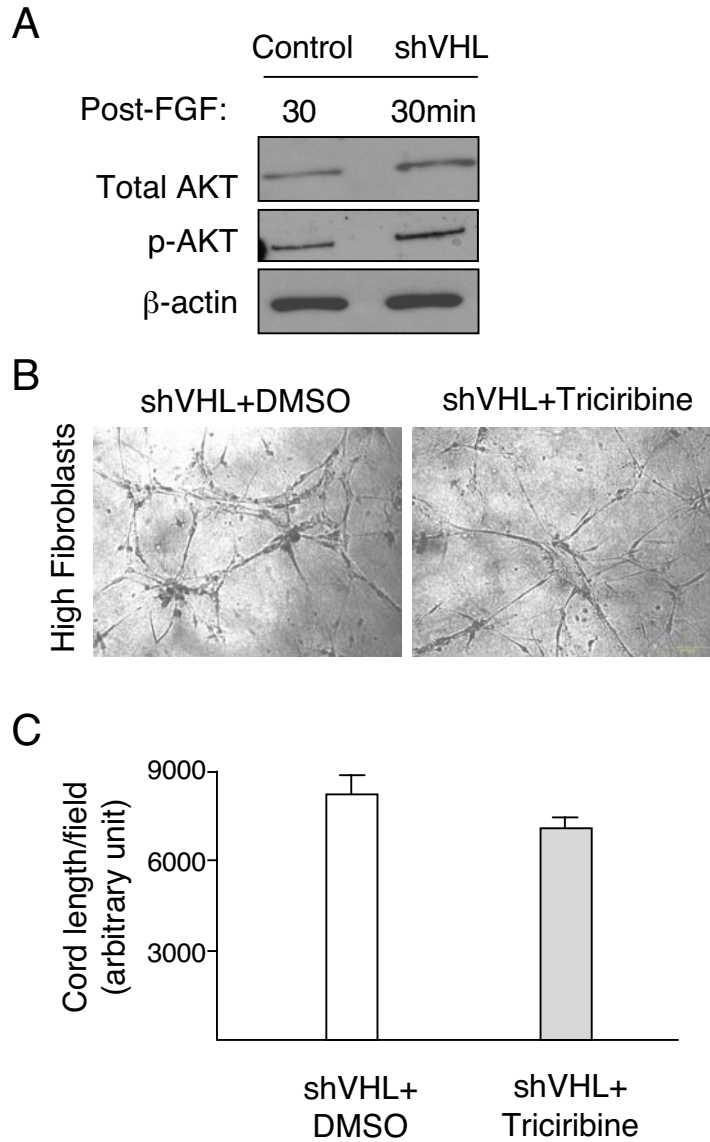 A
Control shVHL
Post-FGF: 30 30min
Total AKT
p-AKT
β-actin
B
shVHL+DMSO shVHL+Triciribine
High Fibroblasts
C
Cord length/field
(arbitrary unit)
9000
6000
3000
shVHL+
DMSO
shVHL+
Triciribine